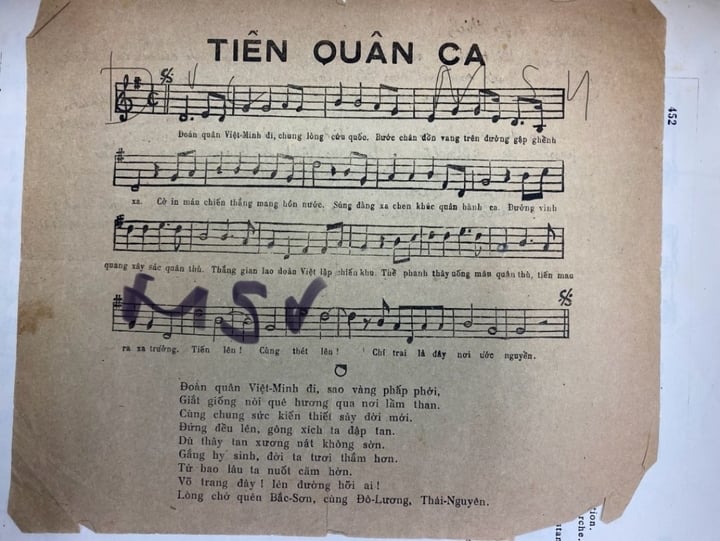 TIẾN QUÂN CA
452
Đoàn quân Việt-Minh đi, chung lòng cứu quốc. Bước chân dồn vang trên đường gập ghềnh
xa. Cờ in máu chiến thắng mang hồn nước. Súng đàng xa chen khúc quân hành ca. Đường vinh
quang xây sác quân thù. Thắng gian lao đoàn Việt lập chiến khu. Thề phanh thây uống máu quân thù, tiến mau
ra xa trường. Tiến lên! Cùng thét lên! Chí trai là đây nơi ước nguyền.
MSV
Đoàn quân Việt-Minh đi, sao vàng phấp phới,
Giắt giống nòi quê hương qua nơi lầm than.
Cùng chung sức kiến thiết sây đời mới.
Đứng đều lên, gông xích ta đập tan.
Dù thây tan xương nát không sờn.
Gắng hy sinh, đời ta tươi thắm hơn.
Từ bao lâu ta nuốt căm hờn.
Võ trang đây! lên đường hỡi ai!
Lòng chớ quên Bắc-Sơn, cùng Đô-Lương, Thái-Nguyên.